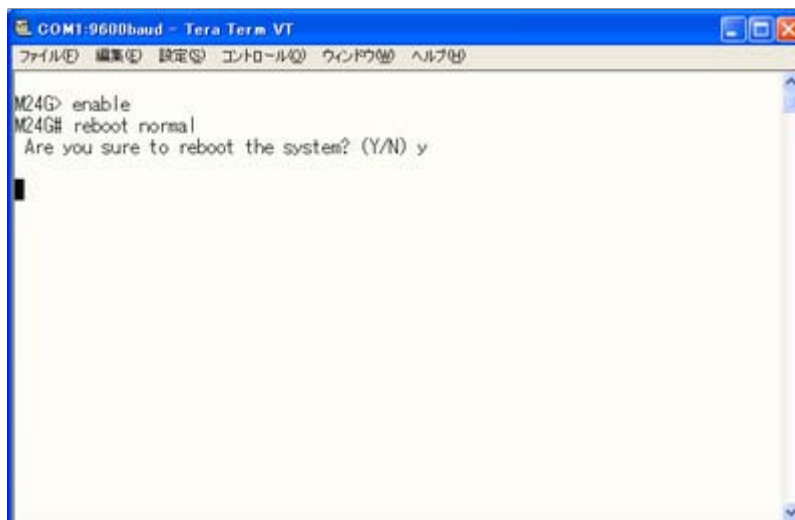 COM1:9600baud - Tera Term VT
ファイル(F) 編集(E) 設定(S) コントロール(O) ウィンドウ(W) ヘルプ(H)
M24G> enable
M24G# reboot normal
Are you sure to reboot the system? (Y/N) y